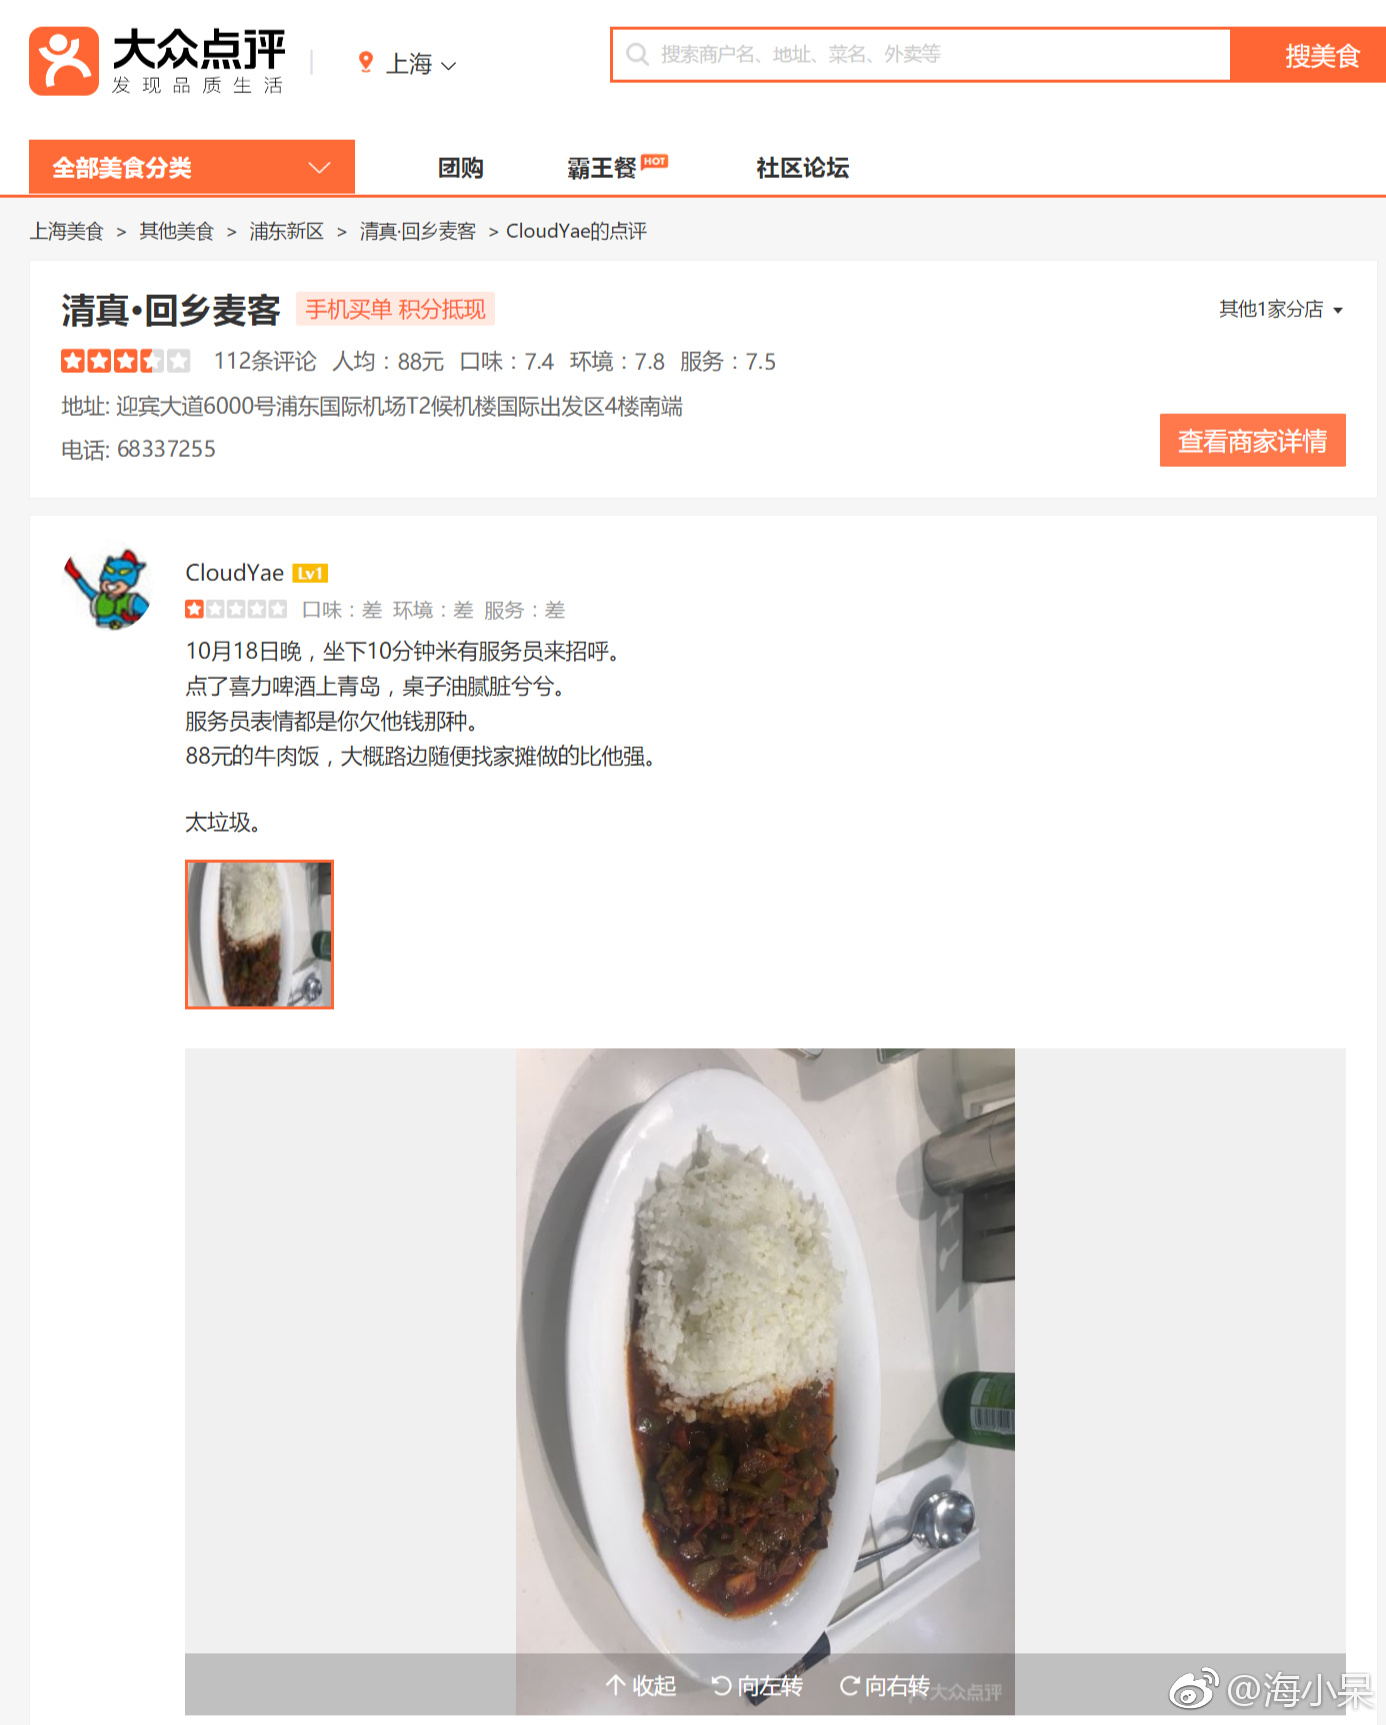 大众点评
发现品质生活
上海
搜索商户名、地址、菜名、外卖等
搜美食
全部美食分类
团购
霸王餐 HOT
社区论坛
上海美食 > 其他美食 > 浦东新区 > 清真·回乡麦客 > CloudYae的点评
清真·回乡麦客 手机买单 积分抵现
其他1家分店
112条评论 人均：88元 口味：7.4 环境：7.8 服务：7.5
地址: 迎宾大道6000号浦东国际机场T2候机楼国际出发区4楼南端
电话: 68337255
查看商家详情
CloudYae Lv1
口味：差 环境：差 服务：差
10月18日晚，坐下10分钟米有服务员来招呼。
点了喜力啤酒上青岛，桌子油腻脏兮兮。
服务员表情都是你欠他钱那种。
88元的牛肉饭，大概路边随便找家摊做的比他强。
太垃圾。
收起 向左转 向右转
大众点评
@海小呆